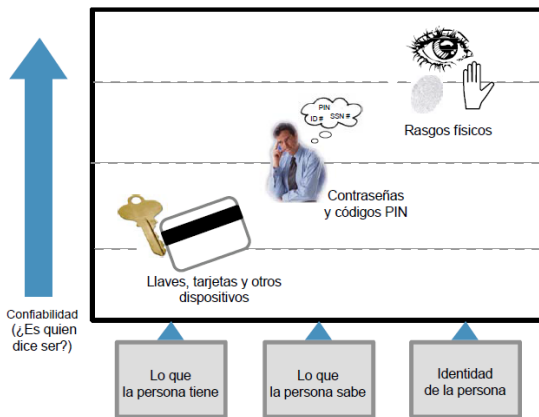 PIN
ID #
SSN #
Rasgos físicos
Contraseñas
y códigos PIN
Llaves, tarjetas y otros
dispositivos
Confiabilidad
(¿Es quien
dice ser?)
Lo que
la persona tiene
Lo que
la persona sabe
Identidad
de la persona